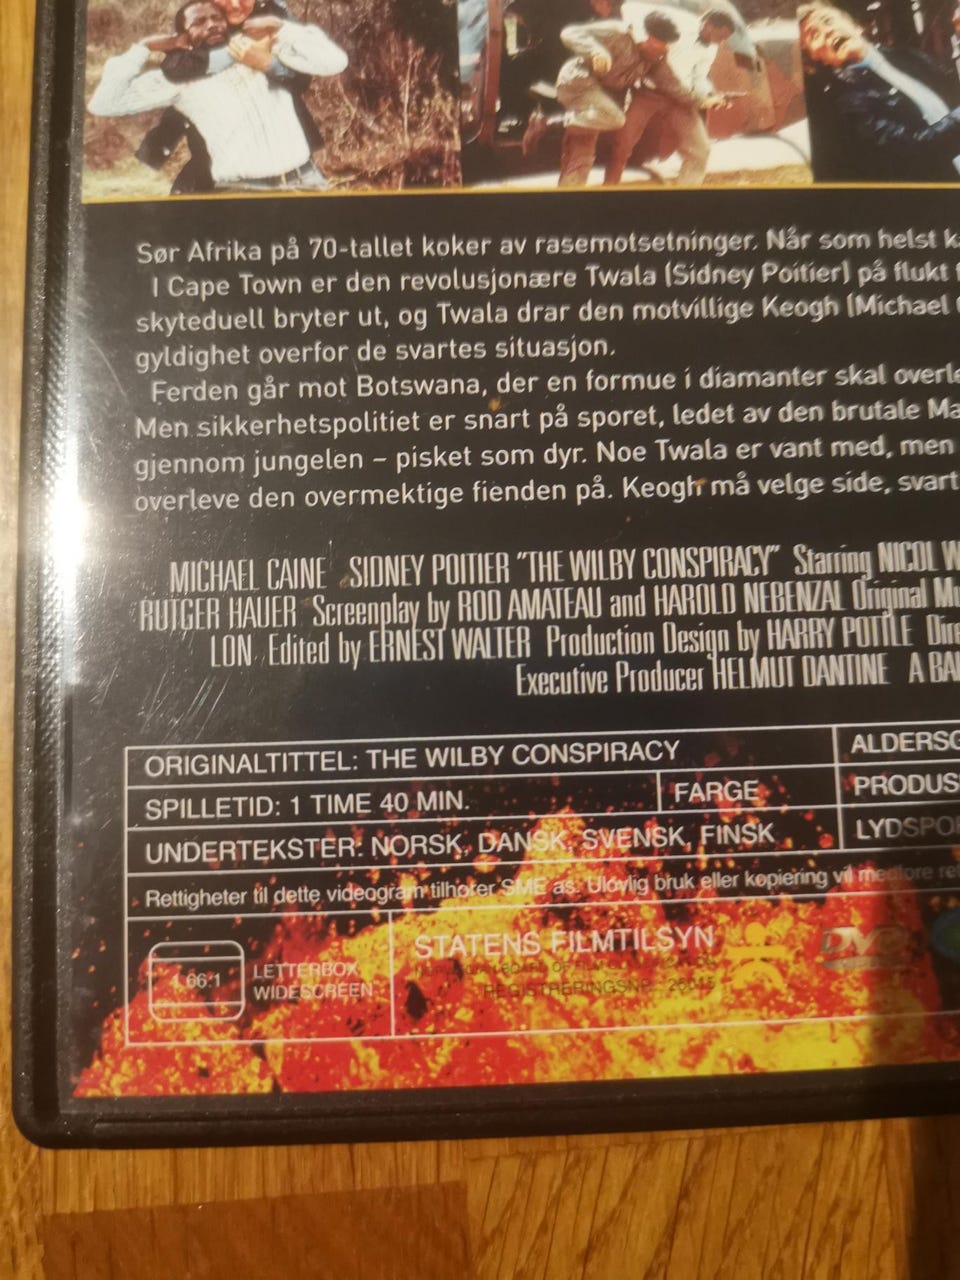 Sør Afrika på 70-tallet koker av rasemotsetninger. Når som helst k
I Cape Town er den revolusjonære Twala (Sidney Poitier) på flukt
skyteduell bryter ut, og Twala drar den motvillige Keogh (Michael
gyldighet overfor de svartes situasjon.
Ferden går mot Botswana, der en formue i diamanter skal overle
Men sikkerhetspolitiet er snart på sporet, ledet av den brutale Ma
gjennom jungelen – pisket som dyr. Noe Twala er vant med, men
overleve den overmektige fienden på. Keogh må velge side, svart
MICHAEL CAINE SIDNEY POITIER "THE WILBY CONSPIRACY" Starring NICOL W
RUTGER HAUER Screenplay by ROD AMATEAU and HAROLD NEBENZAL Original Mu
LON Edited by ERNEST WALTER Production Design by HARRY POTTLE Dire
Executive Producer HELMUT DANTINE A BA
ORIGINALTITTEL: THE WILBY CONSPIRACY ALDERSG
SPILLETID: 1 TIME 40 MIN. FARGE PRODUS
UNDERTEKSTER: NORSK, DANSK, SVENSK, FINSK LYDSPO
Rettigheter til dette videogram tilhører SME as. Ulovlig bruk eller kopiering vil medføre re
1.66:1 LETTERBOX WIDESCREEN
STATENS FILMTILSYN
REGISTRERINGSNR.
DVD